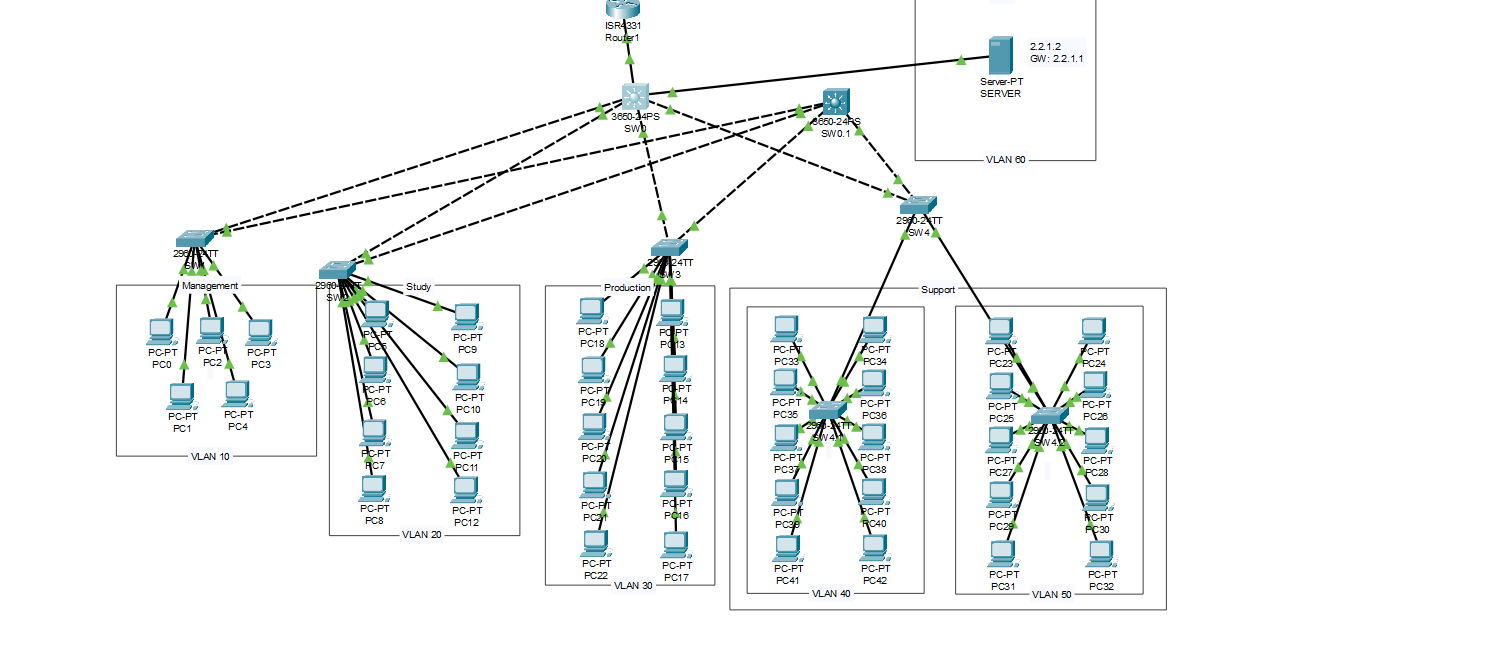 ISR4331
Router1
2.2.1.2
GW: 2.2.1.1
Server-PT
SERVER
3650-24PS
SW0
3650-24PS
SW0.1
VLAN 60
2960-24TT
SW4
2960-24TT
2960-24TT
SW3
Management
Study
Production
Support
PC-PT
PC0
PC-PT
PC2
PC-PT
PC3
PC-PT
PC1
PC-PT
PC4
VLAN 10
PC-PT
PC5
PC-PT
PC9
PC-PT
PC6
PC-PT
PC10
PC-PT
PC7
PC-PT
PC11
PC-PT
PC8
PC-PT
PC12
VLAN 20
PC-PT
PC18
PC-PT
PC13
PC-PT
PC19
PC-PT
PC14
PC-PT
PC20
PC-PT
PC15
PC-PT
PC21
PC-PT
PC16
PC-PT
PC22
PC-PT
PC17
VLAN 30
PC-PT
PC33
PC-PT
PC34
PC-PT
PC35
PC-PT
PC36
2960-24TT
SW4.1
PC-PT
PC37
PC-PT
PC38
PC-PT
PC39
PC-PT
PC40
PC-PT
PC41
PC-PT
PC42
VLAN 40
PC-PT
PC23
PC-PT
PC24
PC-PT
PC25
PC-PT
PC26
2960-24TT
SW4.2
PC-PT
PC27
PC-PT
PC28
PC-PT
PC29
PC-PT
PC30
PC-PT
PC31
PC-PT
PC32
VLAN 50